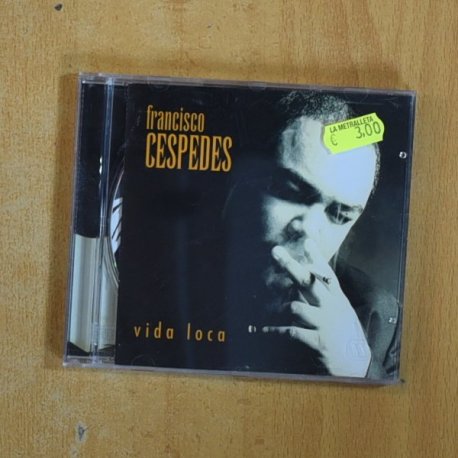 francisco
CESPEDES
LA METRALLETA
€ 3,00
vida loca